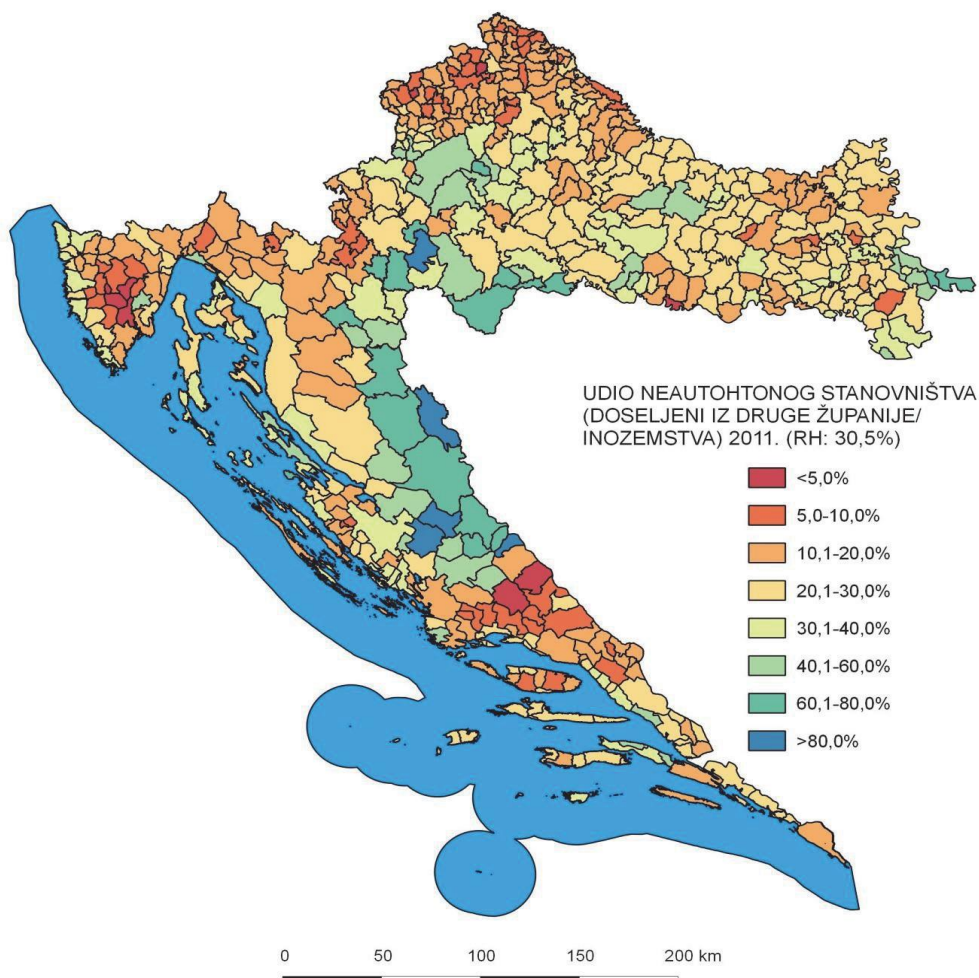 UDIO NEAUTOHTONOG STANOVNIŠTVA
(DOSELJENI IZ DRUGE ŽUPANIJE/
INOZEMSTVA) 2011. (RH: 30,5%)
<5,0%
5,0-10,0%
10,1-20,0%
20,1-30,0%
30,1-40,0%
40,1-60,0%
60,1-80,0%
>80,0%
0 50 100 150 200 km